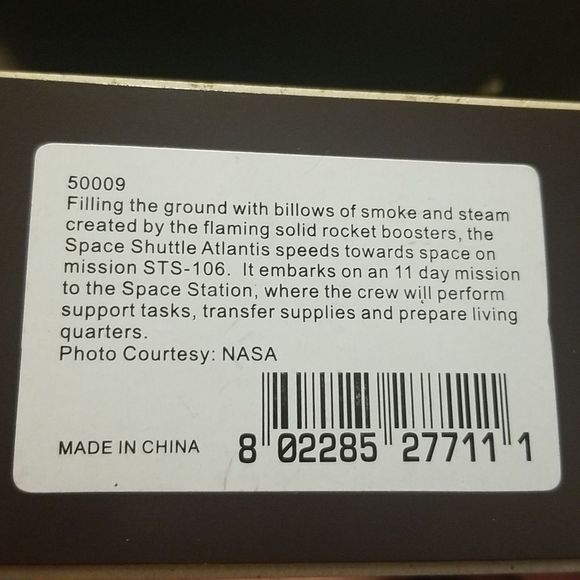 50009
Filling the ground with billows of smoke and steam
created by the flaming solid rocket boosters, the
Space Shuttle Atlantis speeds towards space on
mission STS-106. It embarks on an 11 day mission
to the Space Station, where the crew will perform
support tasks, transfer supplies and prepare living
quarters.
Photo Courtesy: NASA
MADE IN CHINA
8 02285 27711 1